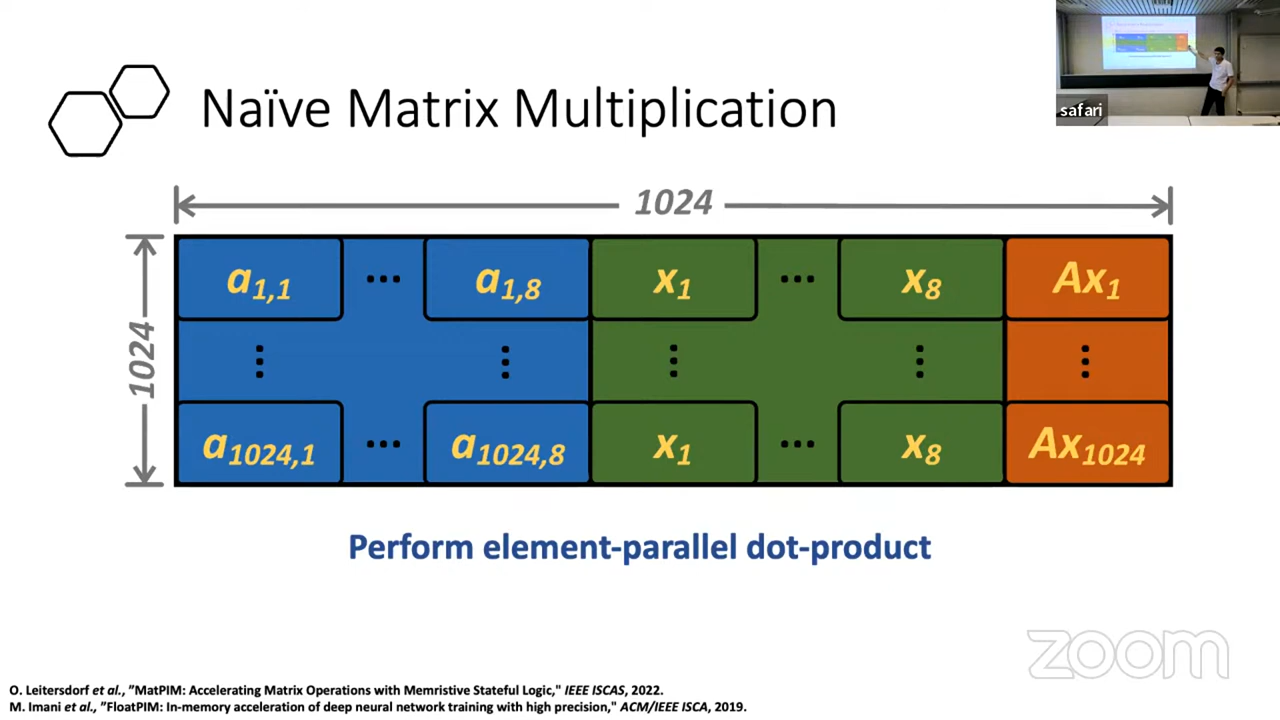 safari
Naïve Matrix Multiplication
1024
1024
a1,1 ... a1,8 x1 ... x8 Ax1
a1024,1 ... a1024,8 x1 ... x8 Ax1024
Perform element-parallel dot-product
zoom
O. Leitersdorf et al., "MatPIM: Accelerating Matrix Operations with Memristive Stateful Logic," IEEE ISCAS, 2022.
M. Imani et al., "FloatPIM: In-memory acceleration of deep neural network training with high precision," ACM/IEEE ISCA, 2019.